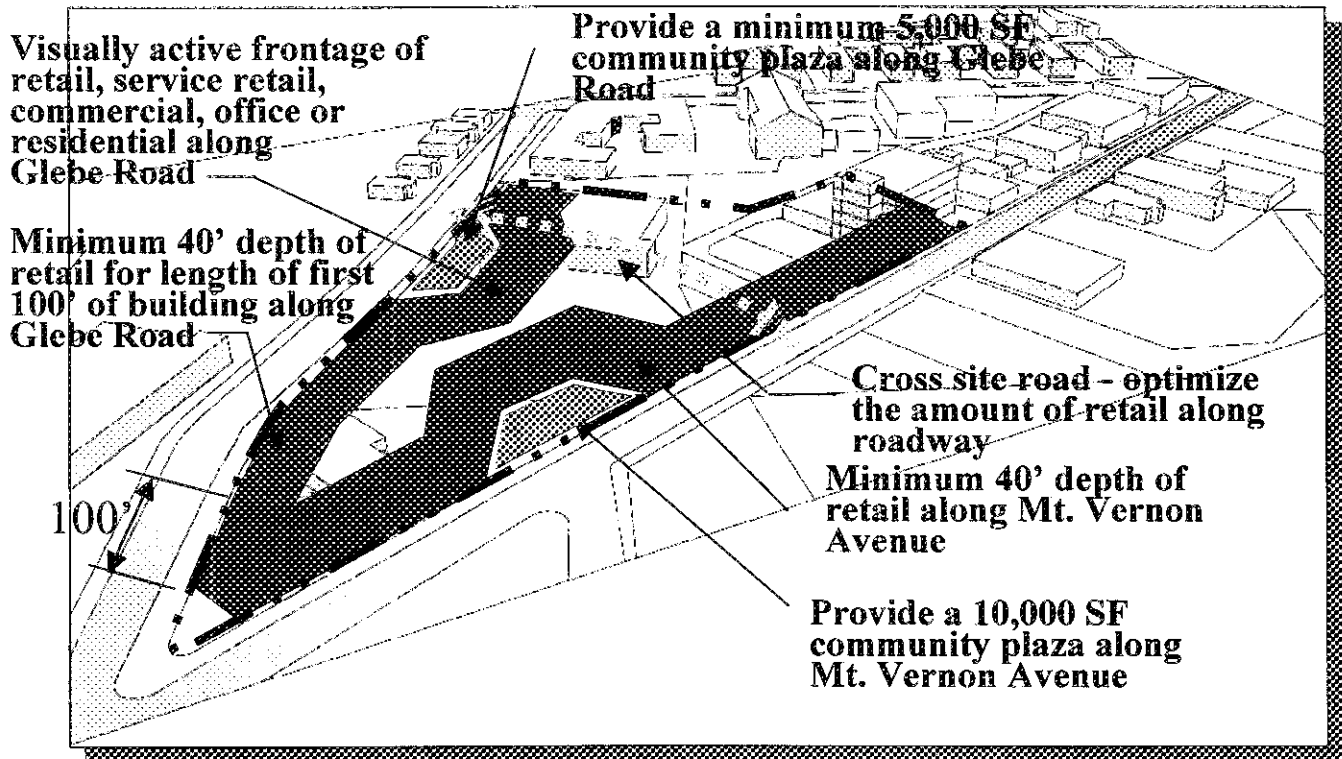 Visually active frontage of
retail, service retail,
commercial, office or
residential along
Glebe Road
Provide a minimum 5,000 SF
community plaza along Glebe
Road
Minimum 40' depth of
retail for length of first
100' of building along
Glebe Road
100'
Cross site road - optimize
the amount of retail along
roadway
Minimum 40' depth of
retail along Mt. Vernon
Avenue
Provide a 10,000 SF
community plaza along
Mt. Vernon Avenue